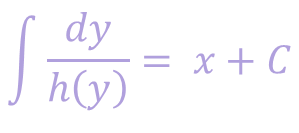 ∫ dy/h(y) = x + C